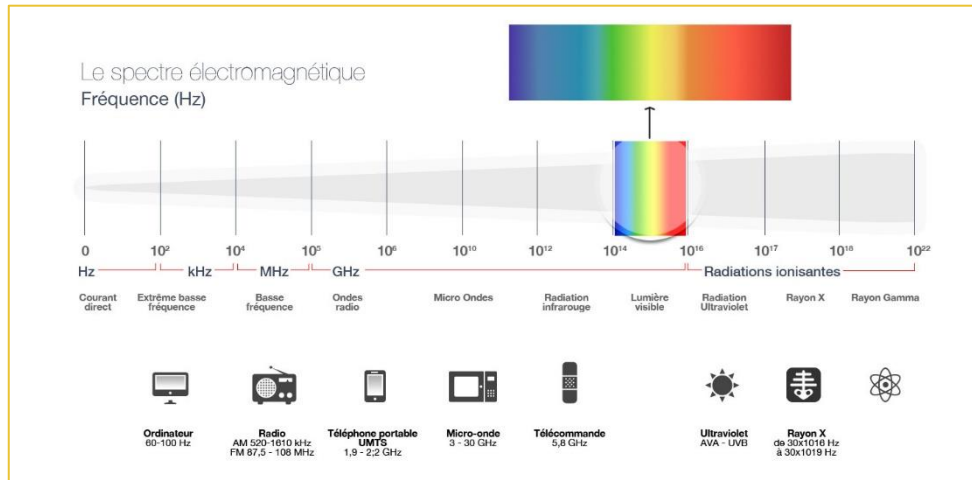 Le spectre électromagnétique
Fréquence (Hz)
0 10² 10⁴ 10⁵ 10⁶ 10¹⁰ 10¹² 10¹⁴ 10¹⁶ 10¹⁷ 10¹⁸ 10²²
Hz kHz MHz GHz Radiations ionisantes
Courant
direct
Extrême basse
fréquence
Basse
fréquence
Ondes
radio
Micro Ondes
Radiation
infrarouge
Lumière
visible
Radiation
Ultraviolet
Rayon X
Rayon Gamma
Ordinateur
60-100 Hz
Radio
AM 520-1610 kHz
FM 87,5 - 108 MHz
Téléphone portable
UMTS
1,9 - 2;2 GHz
Micro-onde
3 - 30 GHz
Télécommande
5,8 GHz
Ultraviolet
AVA - UVB
Rayon X
de 30x1016 Hz
à 30x1019 Hz